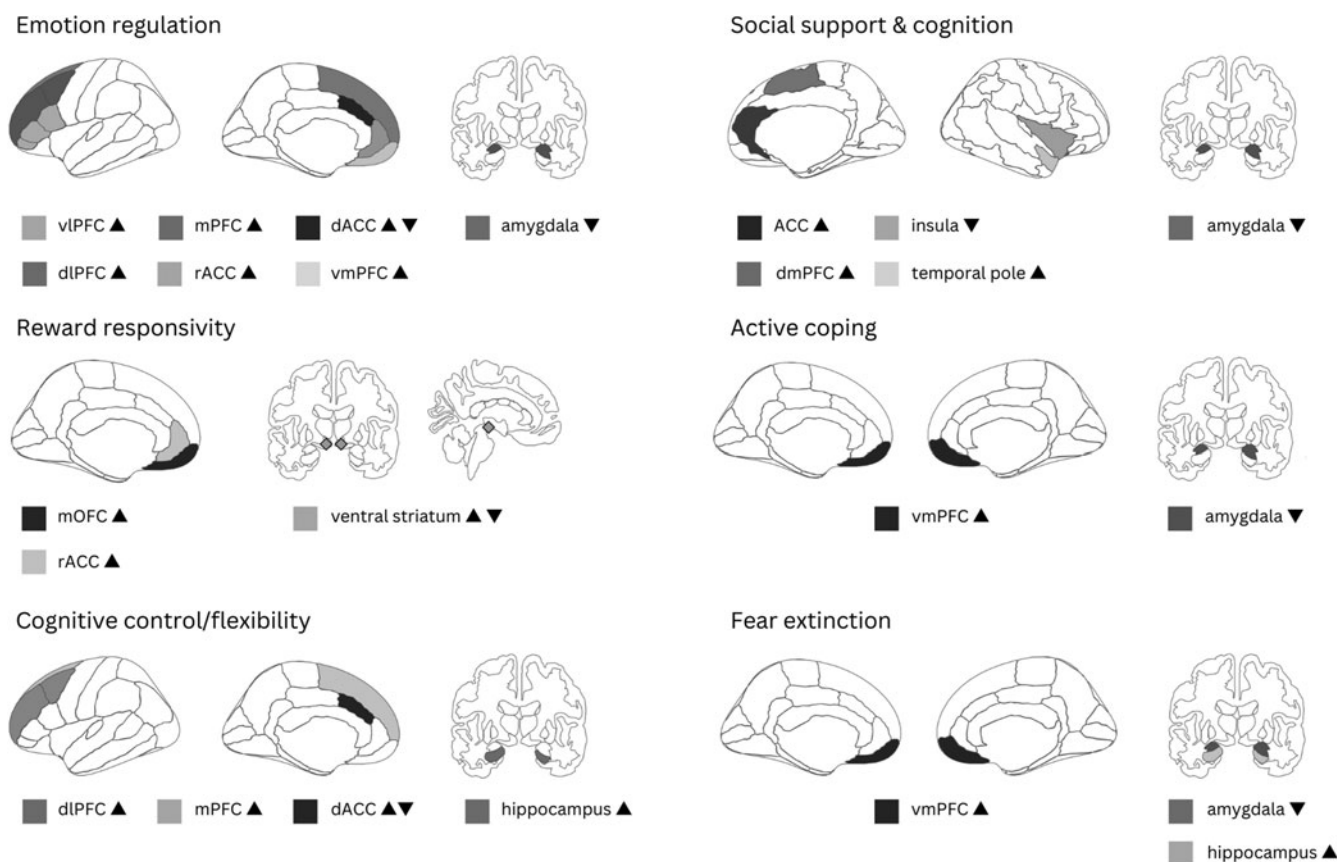 Emotion regulation
vlPFC ▲ mPFC ▲ dACC ▲ ▼ amygdala ▼
dlPFC ▲ rACC ▲ vmPFC ▲
Social support & cognition
ACC ▲ insula ▼ amygdala ▼
dmPFC ▲ temporal pole ▲
Reward responsivity
mOFC ▲ ventral striatum ▲ ▼
rACC ▲
Active coping
vmPFC ▲ amygdala ▼
Cognitive control/flexibility
dlPFC ▲ mPFC ▲ dACC ▲▼ hippocampus ▲
Fear extinction
vmPFC ▲ amygdala ▼
hippocampus ▲